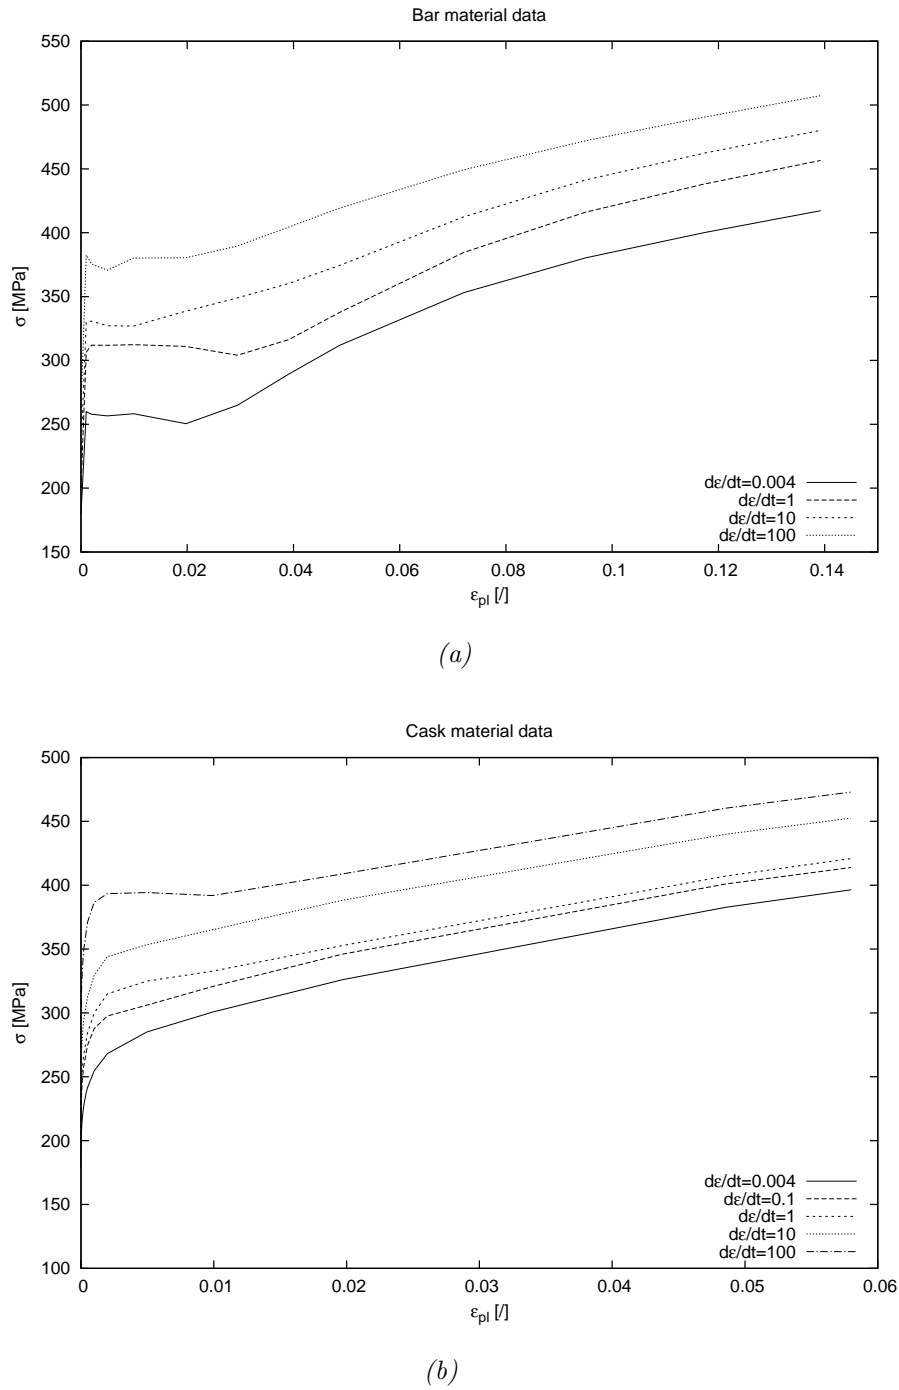 Bar material data
550
500
450
400
350
300
250
200
150
σ [MPa]
dε/dt=0.004
dε/dt=1
dε/dt=10
dε/dt=100
0 0.02 0.04 0.06 0.08 0.1 0.12 0.14
ε_pl [/]
(a)
Cask material data
500
450
400
350
300
250
200
150
100
σ [MPa]
dε/dt=0.004
dε/dt=0.1
dε/dt=1
dε/dt=10
dε/dt=100
0 0.01 0.02 0.03 0.04 0.05 0.06
ε_pl [/]
(b)